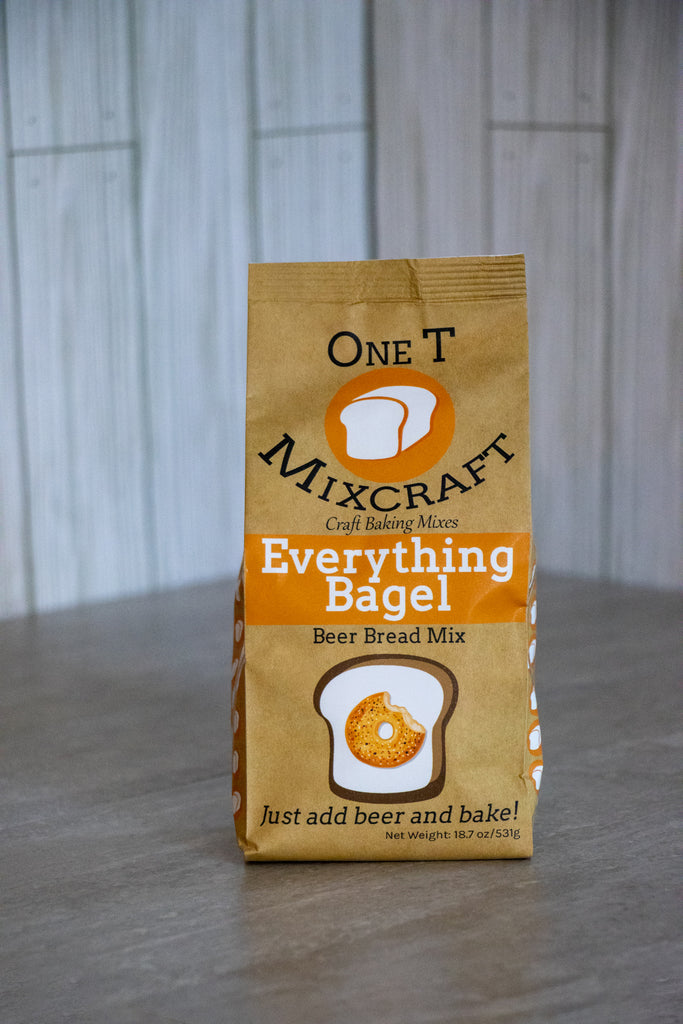 One T
Mixcraft
Craft Baking Mixes
Everything
Bagel
Beer Bread Mix
Just add beer and bake!
Net Weight: 18.7 oz/531g